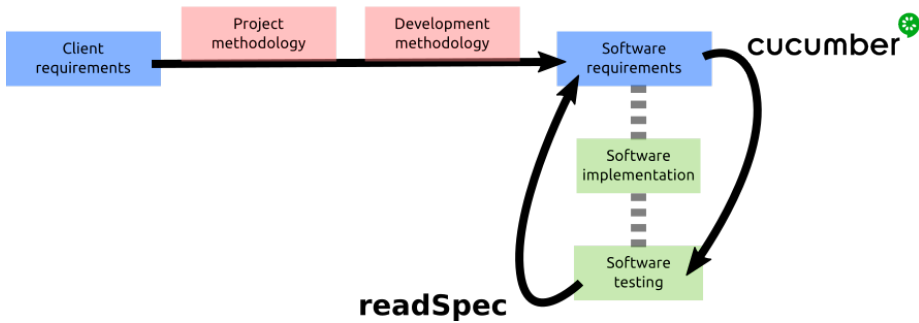 Client
requirements
Project
methodology
Development
methodology
Software
requirements
cucumber
Software
implementation
Software
testing
readSpec